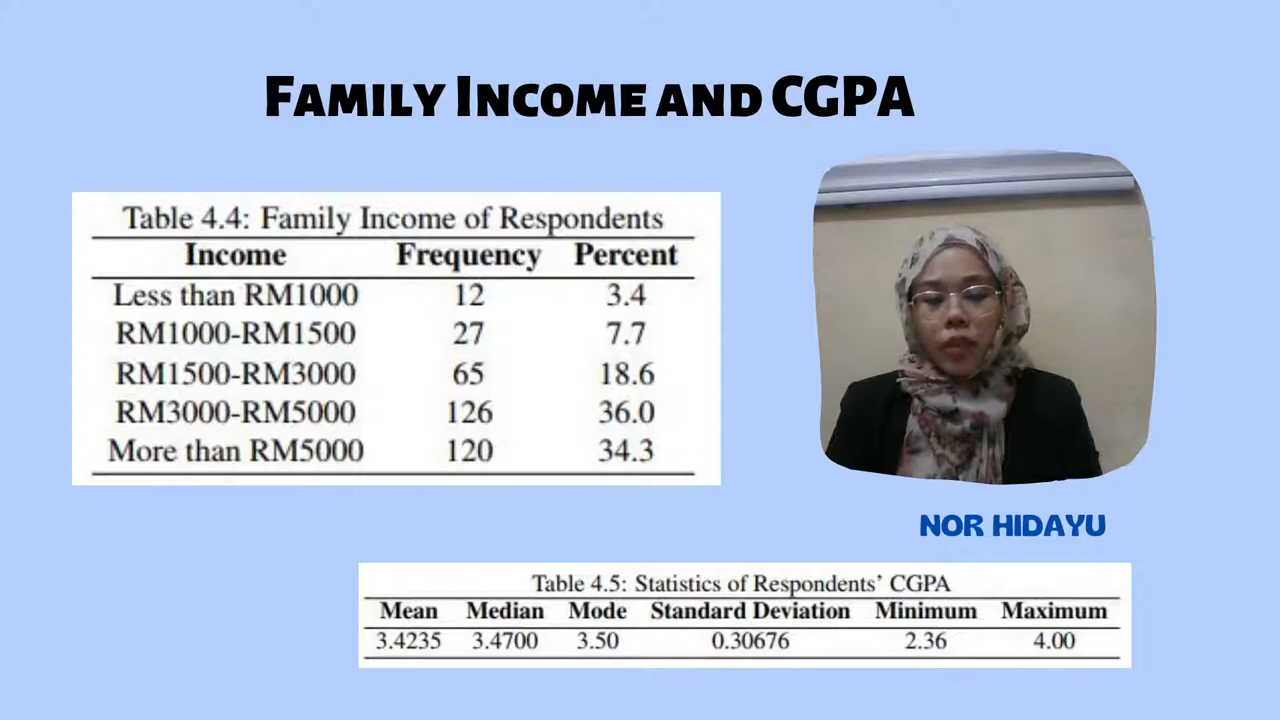 FAMILY INCOME AND CGPA
Table 4.4: Family Income of Respondents
Income Frequency Percent
Less than RM1000 12 3.4
RM1000-RM1500 27 7.7
RM1500-RM3000 65 18.6
RM3000-RM5000 126 36.0
More than RM5000 120 34.3
NOR HIDAYU
Table 4.5: Statistics of Respondents' CGPA
Mean Median Mode Standard Deviation Minimum Maximum
3.4235 3.4700 3.50 0.30676 2.36 4.00